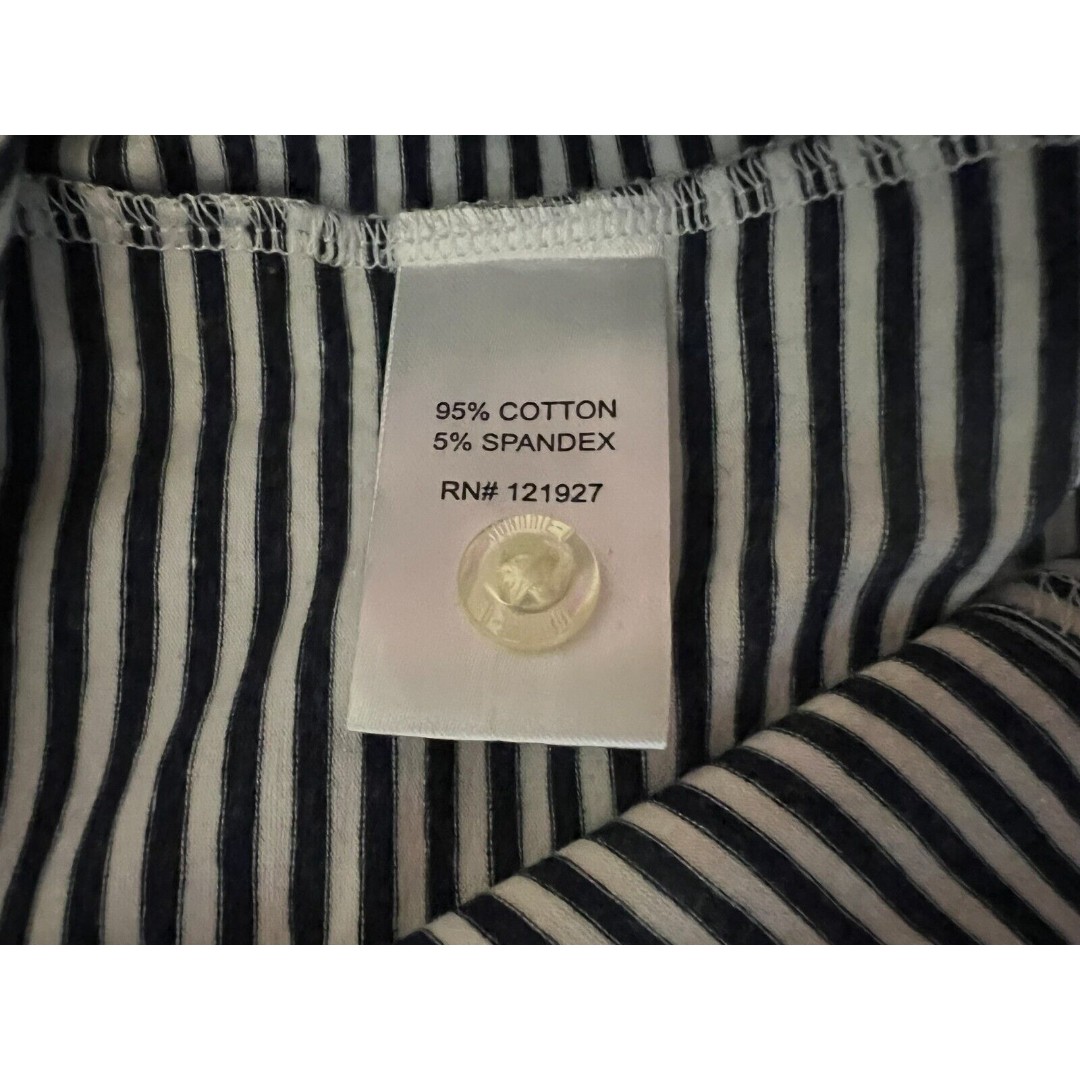 95% COTTON
5% SPANDEX
RN# 121927